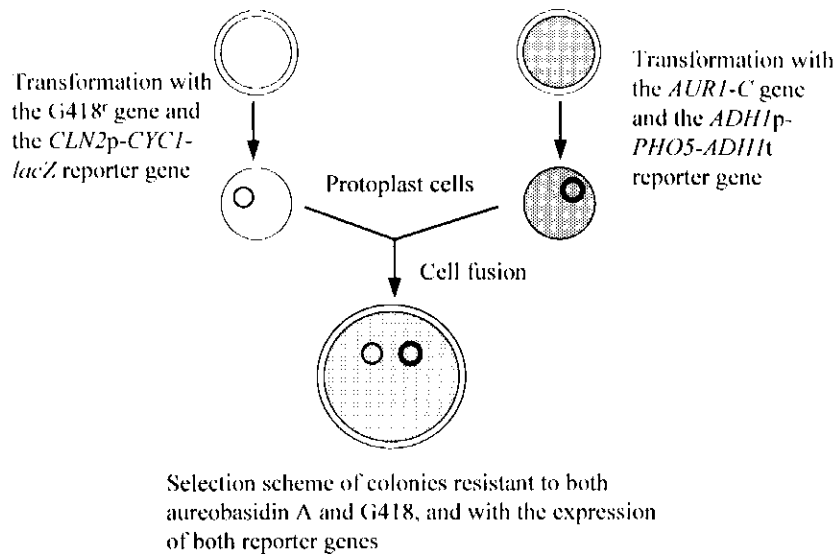 Transformation with
the G418ʳ gene and
the CLN2p-CYC1-
lacZ reporter gene
Transformation with
the AUR1-C gene
and the ADH1p-
PHO5-ADH1t
reporter gene
Protoplast cells
Cell fusion
Selection scheme of colonies resistant to both
aureobasidin A and G418, and with the expression
of both reporter genes